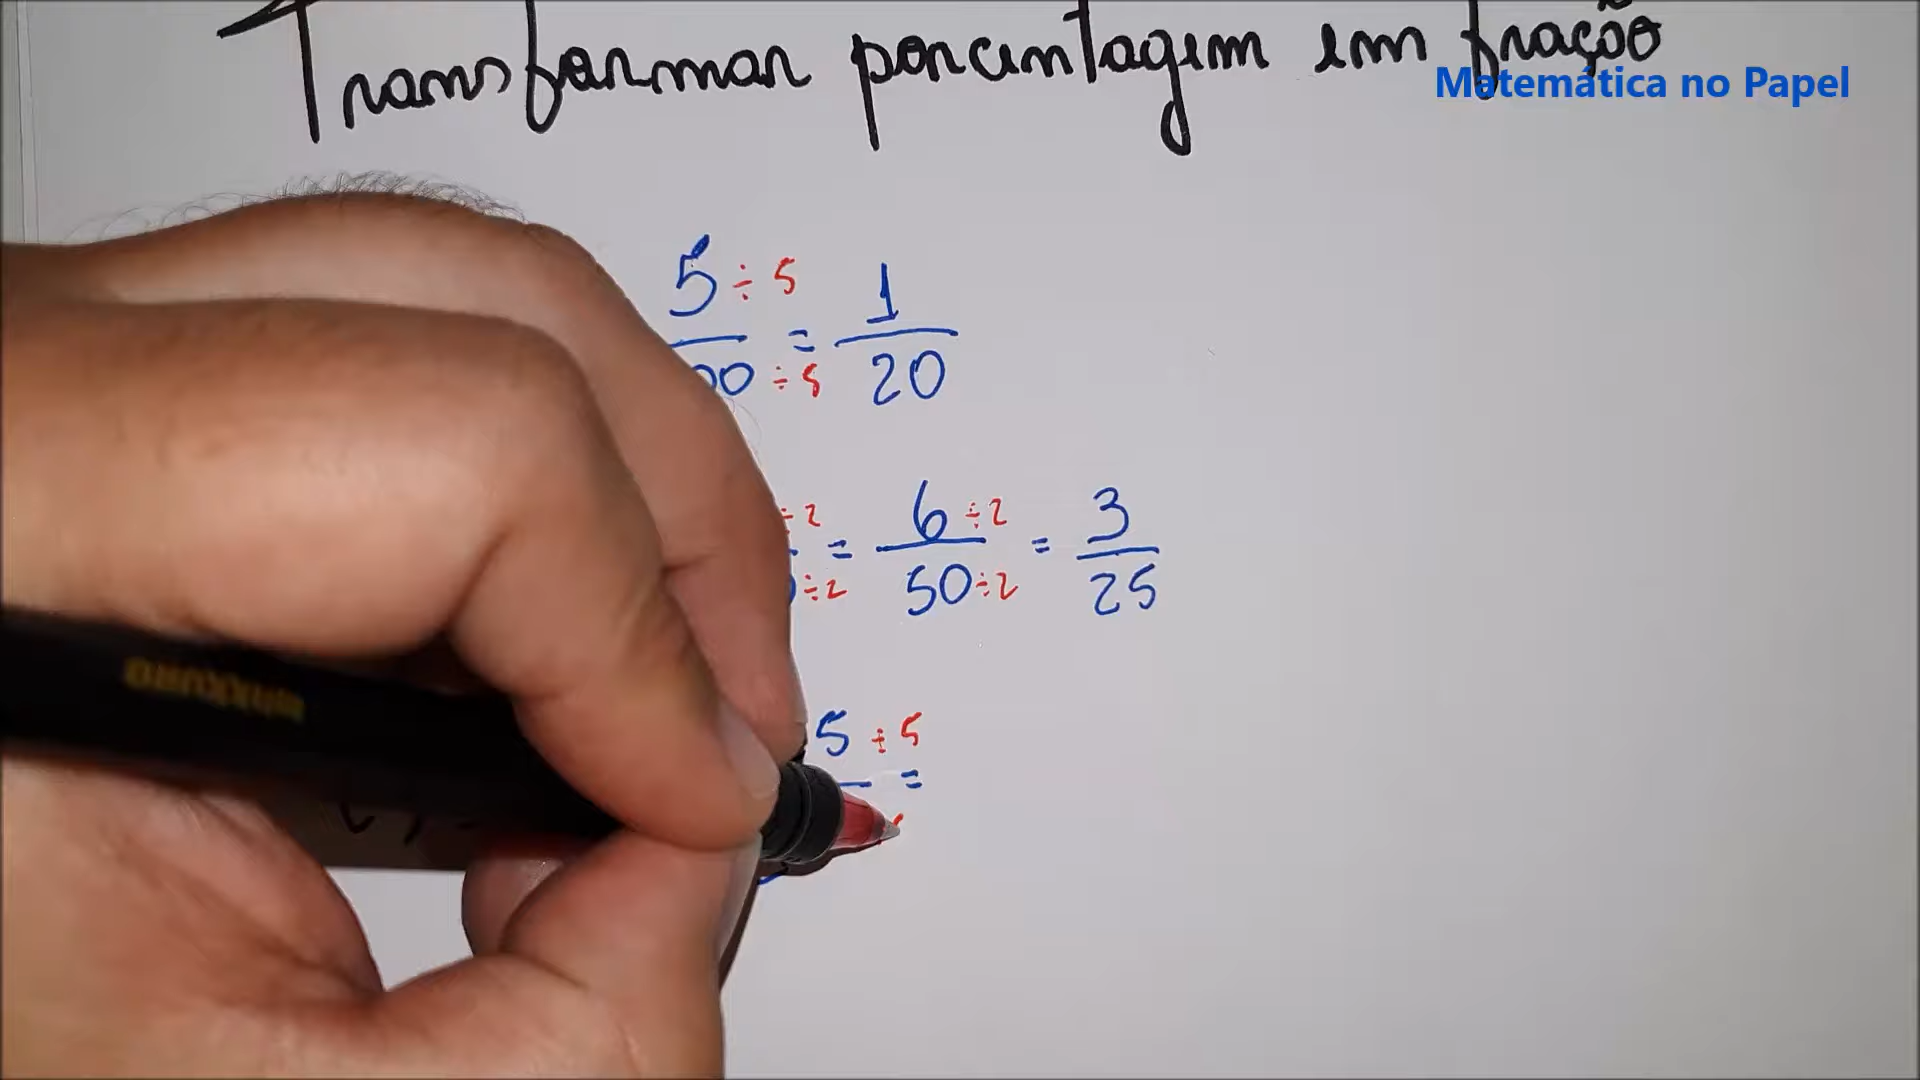 Transformar porcentagem em fração
Matemática no Papel
5 ÷ 5 = 1
00 ÷ 5 20
÷ 2 = 6 ÷ 2 = 3
÷ 2 50 ÷ 2 25
5 ÷ 5
=